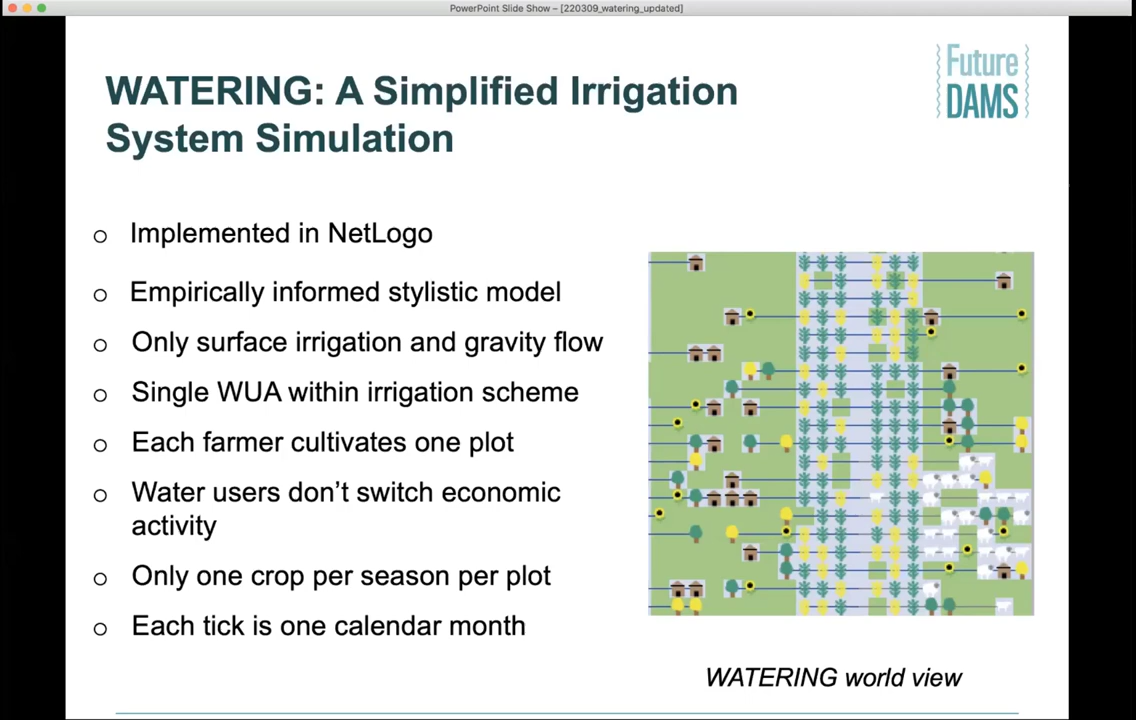 PowerPoint Slide Show – [220309_watering_updated]
Future
DAMS
WATERING: A Simplified Irrigation
System Simulation
Implemented in NetLogo
Empirically informed stylistic model
Only surface irrigation and gravity flow
Single WUA within irrigation scheme
Each farmer cultivates one plot
Water users don't switch economic
activity
Only one crop per season per plot
Each tick is one calendar month
WATERING world view